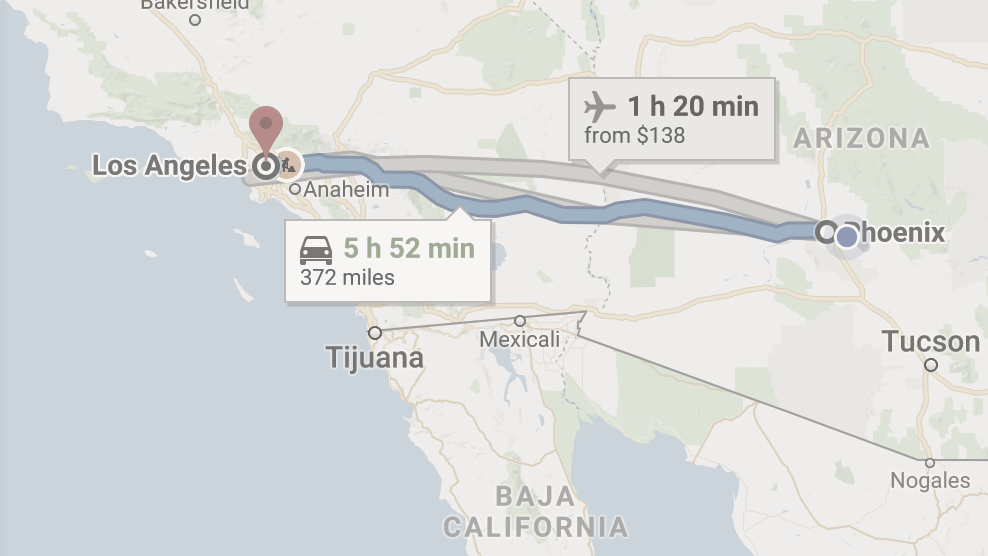 Bakersfield
1 h 20 min
from $138
ARIZONA
Los Angeles
Anaheim
Phoenix
5 h 52 min
372 miles
Mexicali
Tijuana
Tucson
Nogales
BAJA
CALIFORNIA